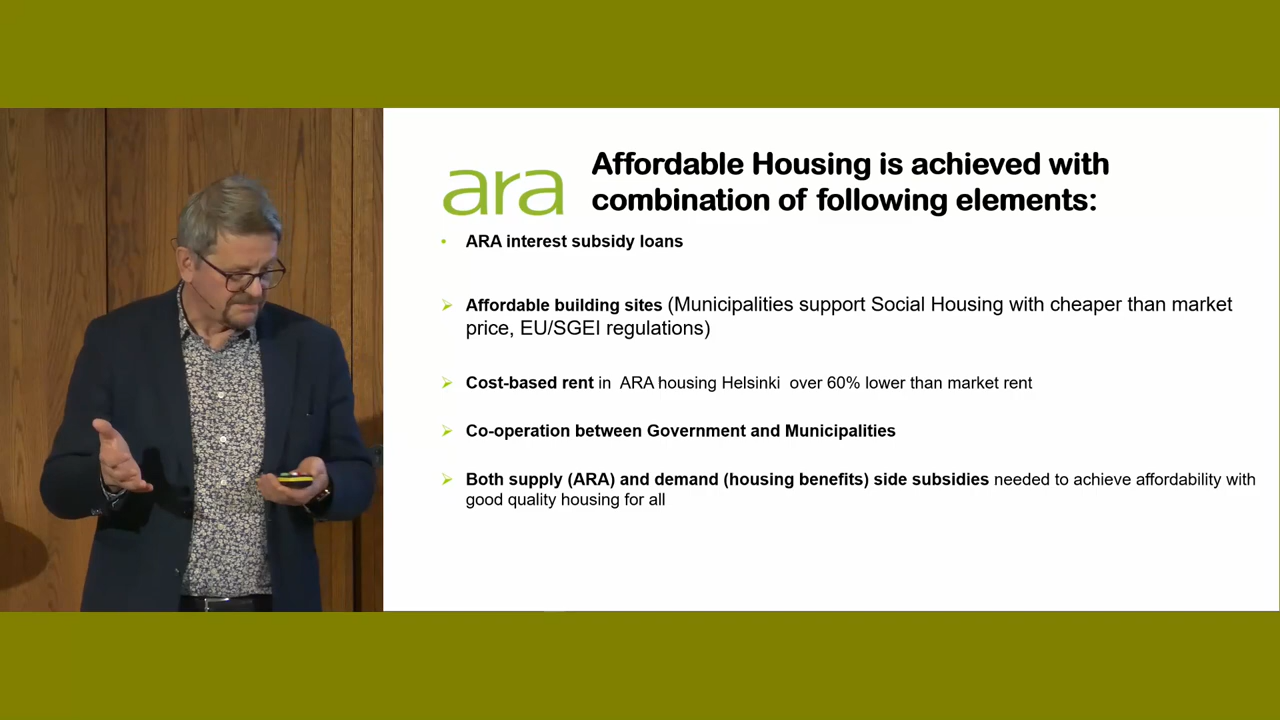 ara
Affordable Housing is achieved with
combination of following elements:
• ARA interest subsidy loans
➢ Affordable building sites (Municipalities support Social Housing with cheaper than market
price, EU/SGEI regulations)
➢ Cost-based rent in ARA housing Helsinki over 60% lower than market rent
➢ Co-operation between Government and Municipalities
➢ Both supply (ARA) and demand (housing benefits) side subsidies needed to achieve affordability with
good quality housing for all